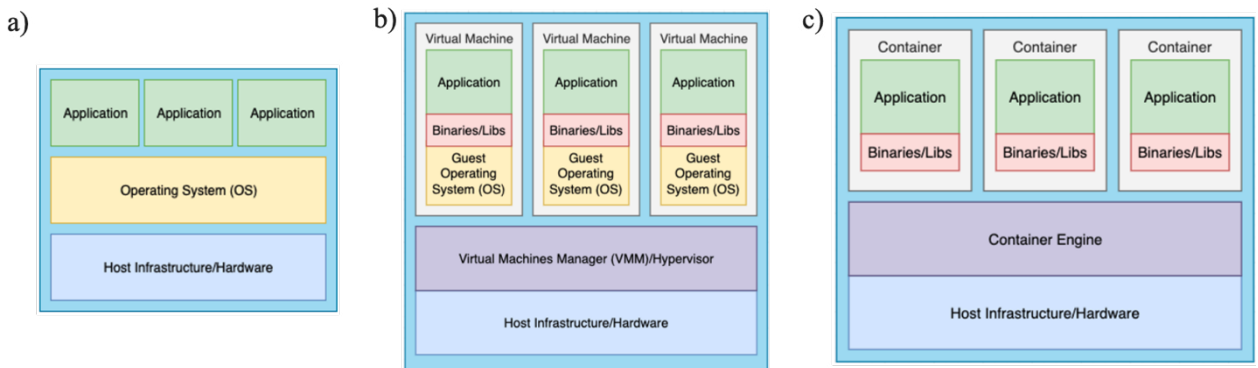 a)
Application Application Application
Operating System (OS)
Host Infrastructure/Hardware
b)
Virtual Machine Virtual Machine Virtual Machine
Application Application Application
Binaries/Libs Binaries/Libs Binaries/Libs
Guest Guest Guest
Operating Operating Operating
System (OS) System (OS) System (OS)
Virtual Machines Manager (VMM)/Hypervisor
Host Infrastructure/Hardware
c)
Container Container Container
Application Application Application
Binaries/Libs Binaries/Libs Binaries/Libs
Container Engine
Host Infrastructure/Hardware